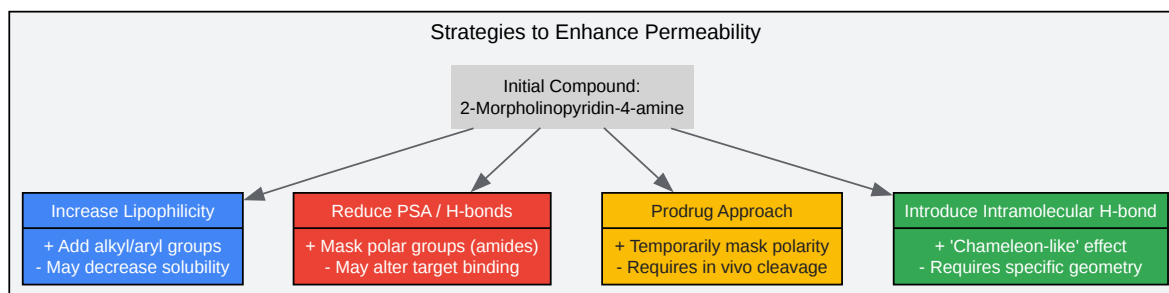 Strategies to Enhance Permeability
Initial Compound:
2-Morpholinopyridin-4-amine
Increase Lipophilicity
+ Add alkyl/aryl groups
- May decrease solubility
Reduce PSA / H-bonds
+ Mask polar groups (amides)
- May alter target binding
Prodrug Approach
+ Temporarily mask polarity
- Requires in vivo cleavage
Introduce Intramolecular H-bond
+ 'Chameleon-like' effect
- Requires specific geometry